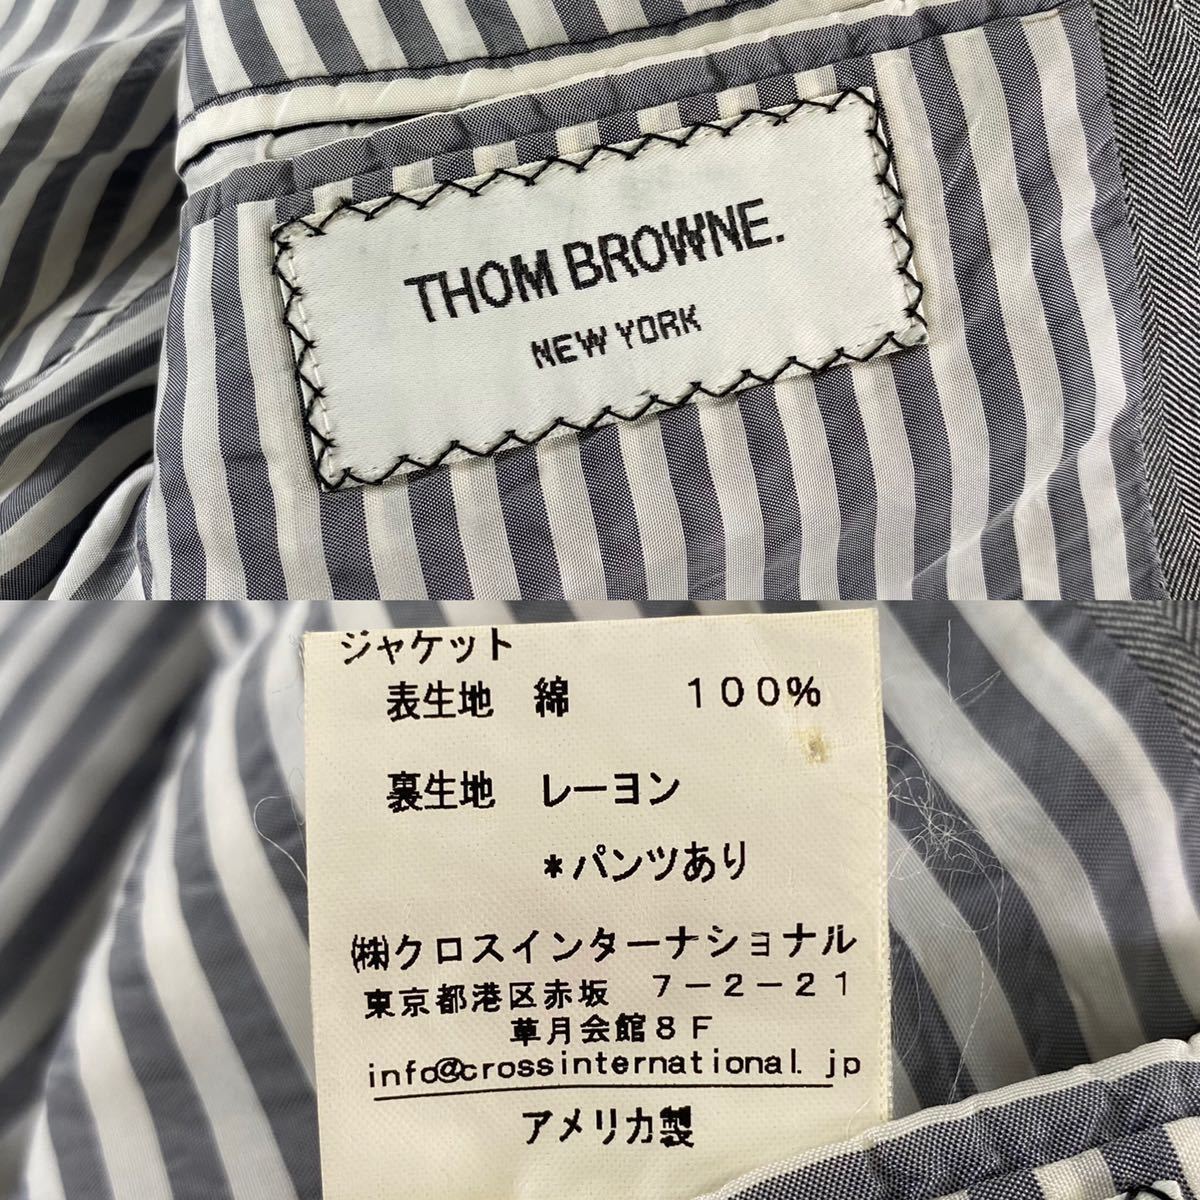 THOM BROWNE.
NEW YORK
ジャケット
表生地 綿 100%
裏生地 レーヨン
*パンツあり
㈱クロスインターナショナル
東京都港区赤坂 7-2-21
草月会館8F
info@crossinternational.jp
アメリカ製